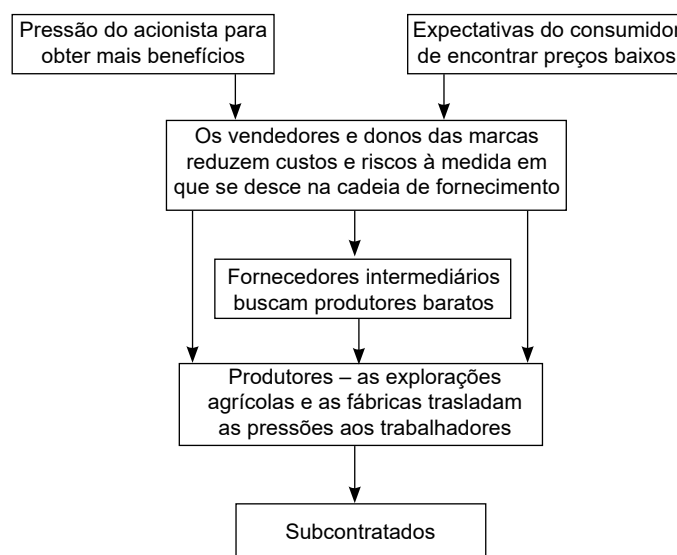 Pressão do acionista para
obter mais benefícios
Expectativas do consumidor
de encontrar preços baixos
Os vendedores e donos das marcas
reduzem custos e riscos à medida em
que se desce na cadeia de fornecimento
Fornecedores intermediários
buscam produtores baratos
Produtores – as explorações
agrícolas e as fábricas trasladam
as pressões aos trabalhadores
Subcontratados